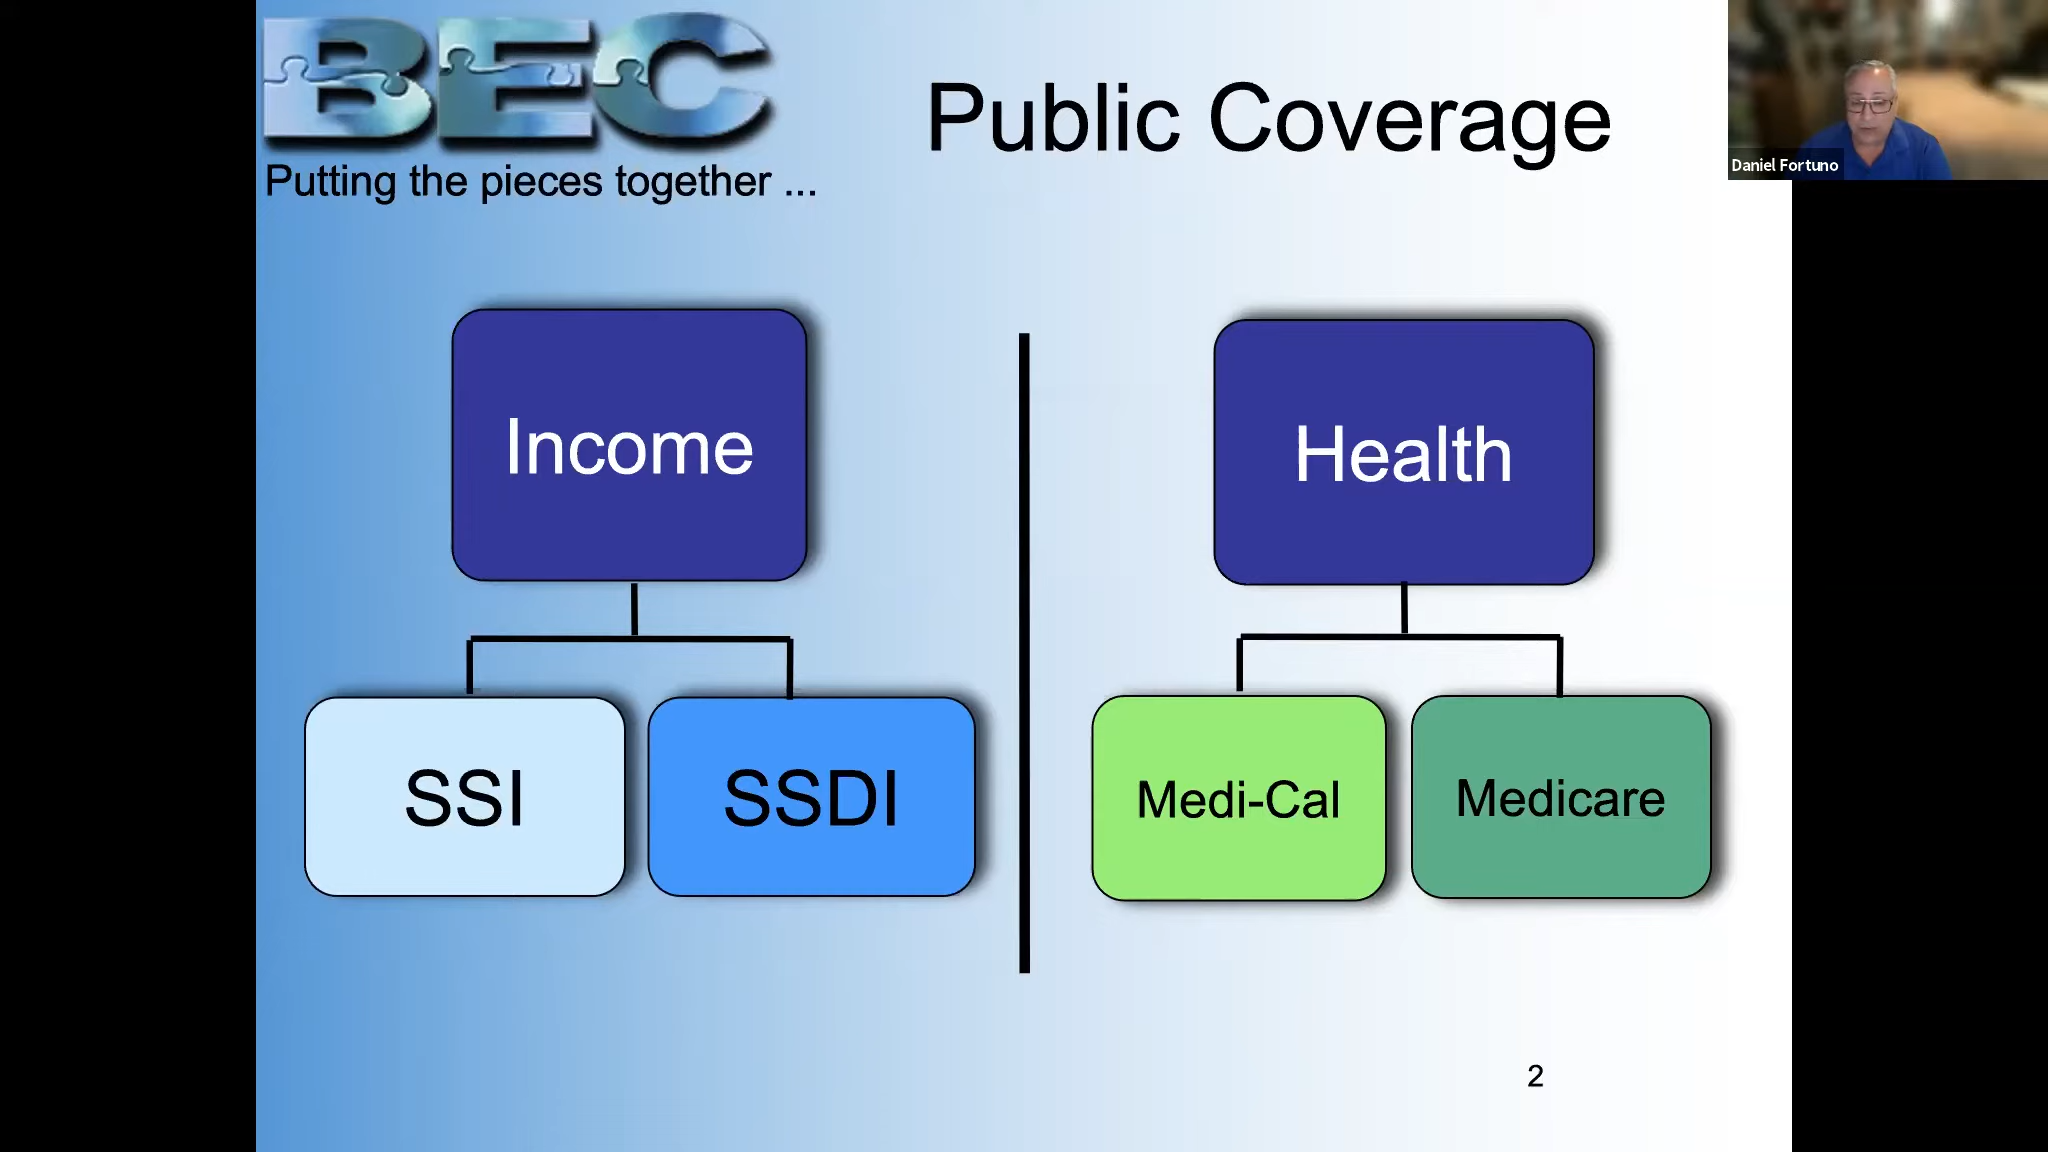 BEC
Putting the pieces together ...
Public Coverage
Daniel Fortuno
Income
Health
SSI
SSDI
Medi-Cal
Medicare
2